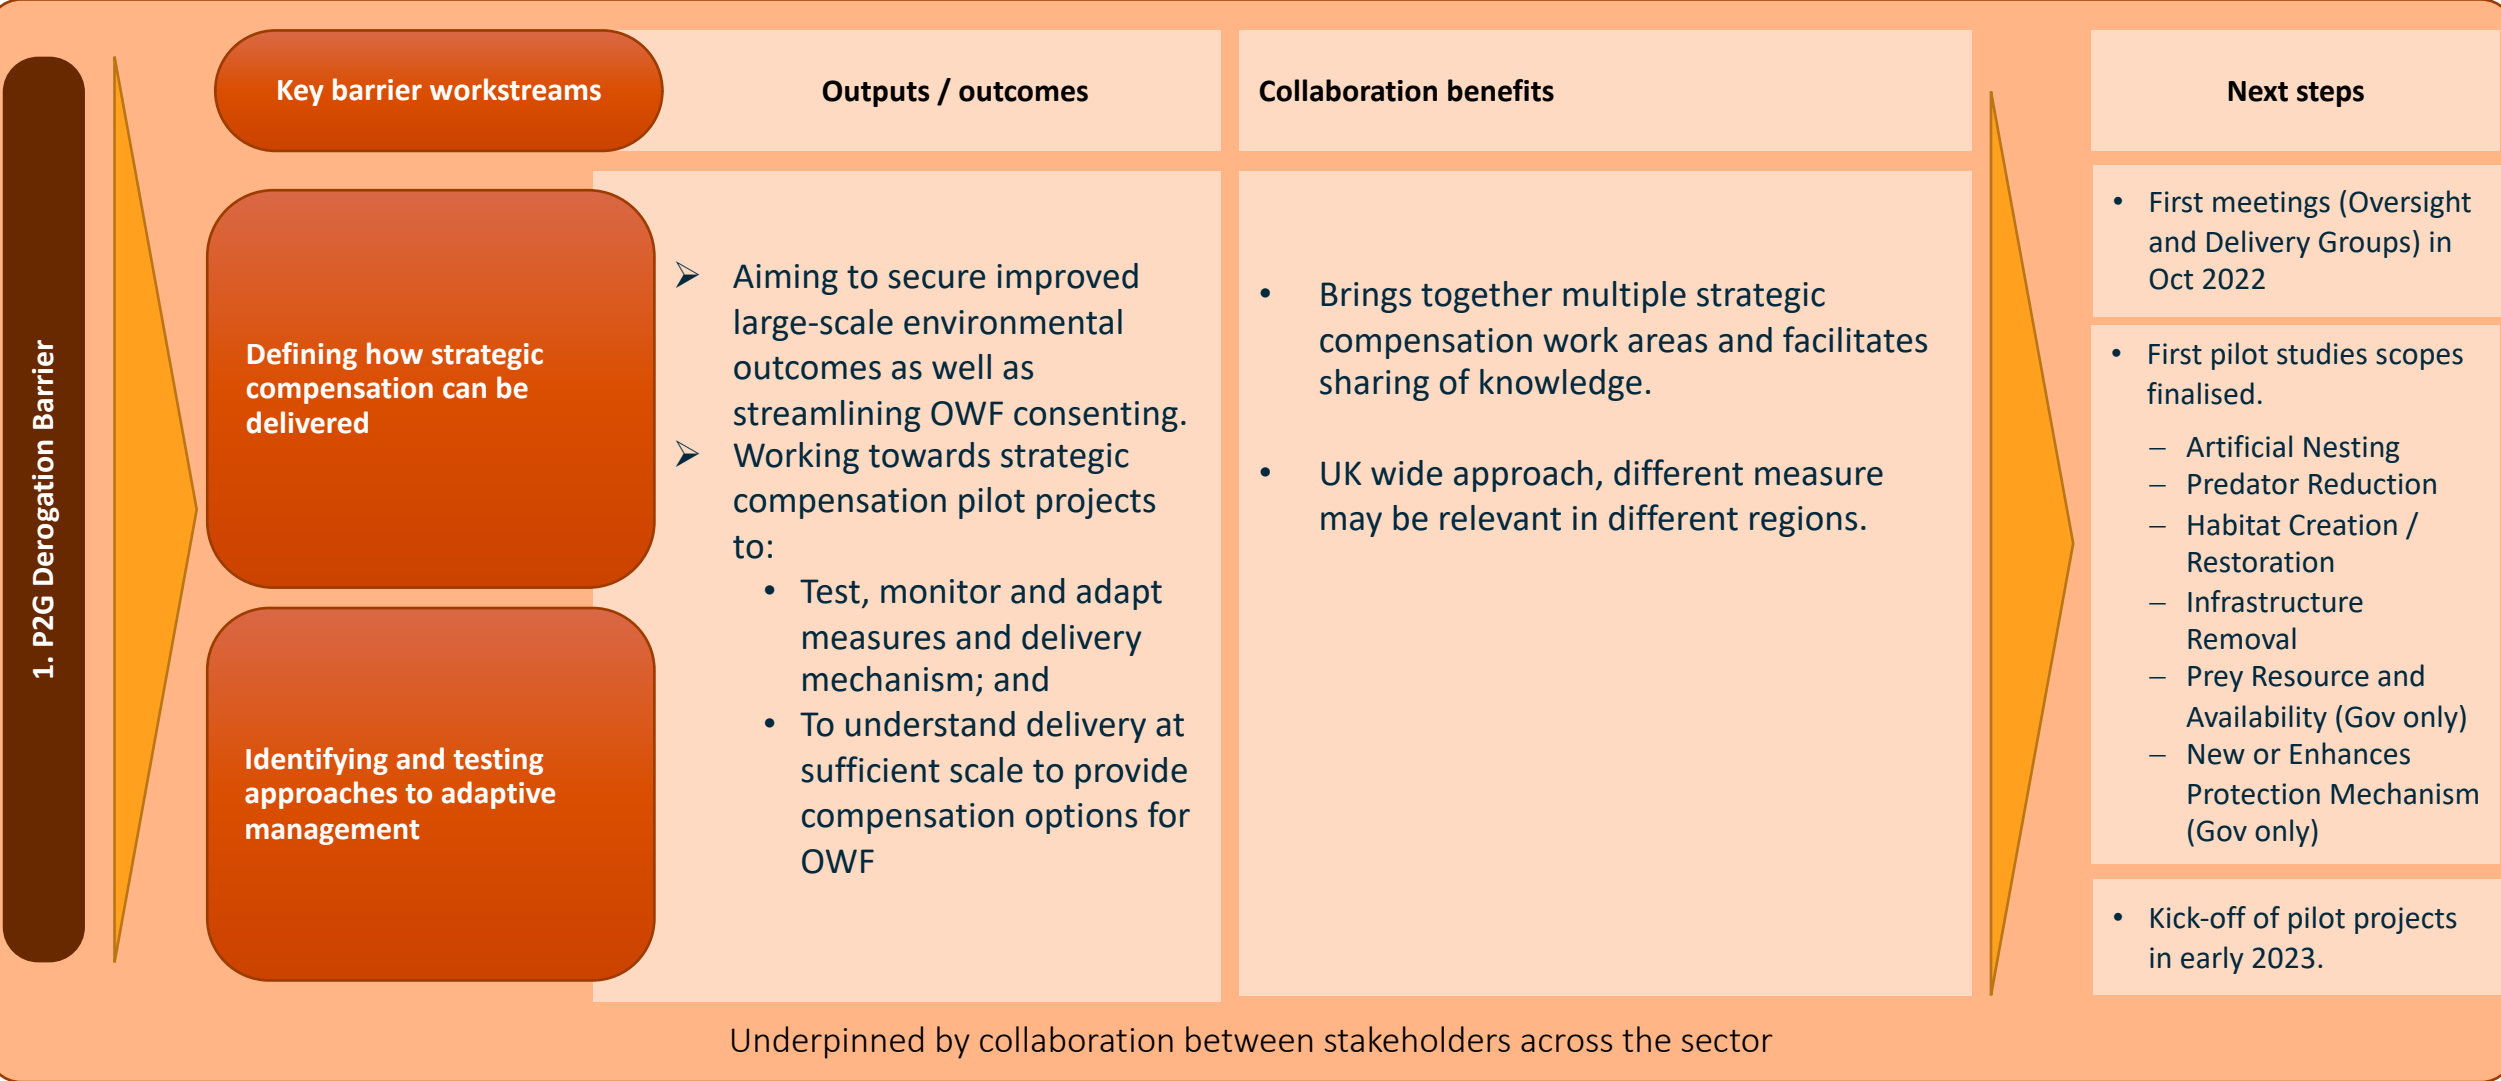 1. P2G Derogation Barrier
Key barrier workstreams
Outputs / outcomes
Collaboration benefits
Next steps
Defining how strategic
compensation can be
delivered
Identifying and testing
approaches to adaptive
management
➢ Aiming to secure improved
large-scale environmental
outcomes as well as
streamlining OWF consenting.
➢ Working towards strategic
compensation pilot projects
to:
• Test, monitor and adapt
measures and delivery
mechanism; and
• To understand delivery at
sufficient scale to provide
compensation options for
OWF
• Brings together multiple strategic
compensation work areas and facilitates
sharing of knowledge.
• UK wide approach, different measure
may be relevant in different regions.
• First meetings (Oversight
and Delivery Groups) in
Oct 2022
• First pilot studies scopes
finalised.
– Artificial Nesting
– Predator Reduction
– Habitat Creation /
Restoration
– Infrastructure
Removal
– Prey Resource and
Availability (Gov only)
– New or Enhances
Protection Mechanism
(Gov only)
• Kick-off of pilot projects
in early 2023.
Underpinned by collaboration between stakeholders across the sector